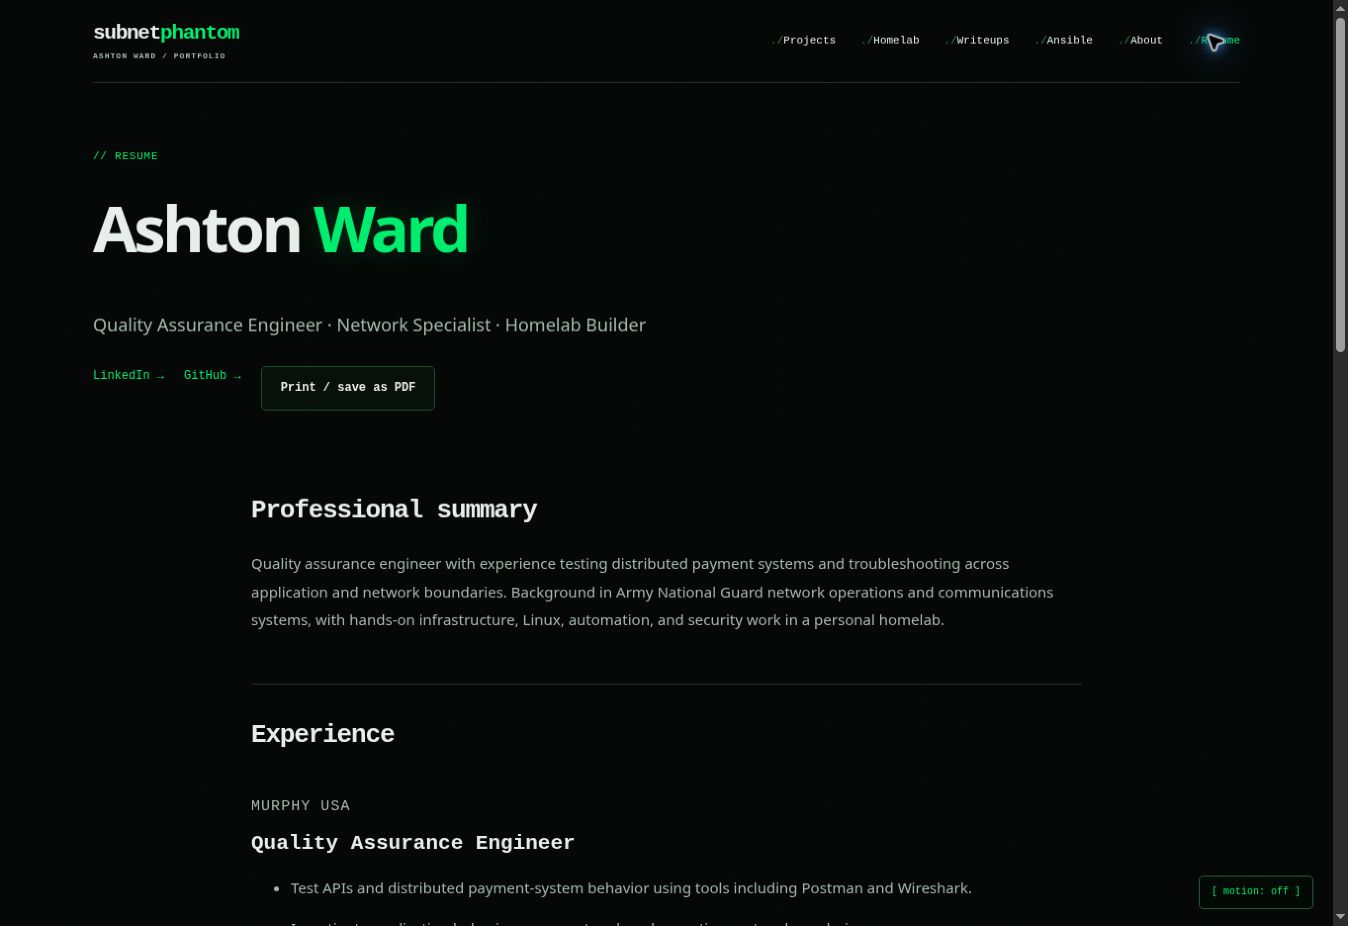 subnetphantom
ASHTON WARD / PORTFOLIO
./Projects ./Homelab ./Writeups ./Ansible ./About
// RESUME
Ashton Ward
Quality Assurance Engineer · Network Specialist · Homelab Builder
LinkedIn → GitHub → Print / save as PDF
Professional summary
Quality assurance engineer with experience testing distributed payment systems and troubleshooting across
application and network boundaries. Background in Army National Guard network operations and communications
systems, with hands-on infrastructure, Linux, automation, and security work in a personal homelab.
Experience
MURPHY USA
Quality Assurance Engineer
• Test APIs and distributed payment-system behavior using tools including Postman and Wireshark.
[ motion: off ]